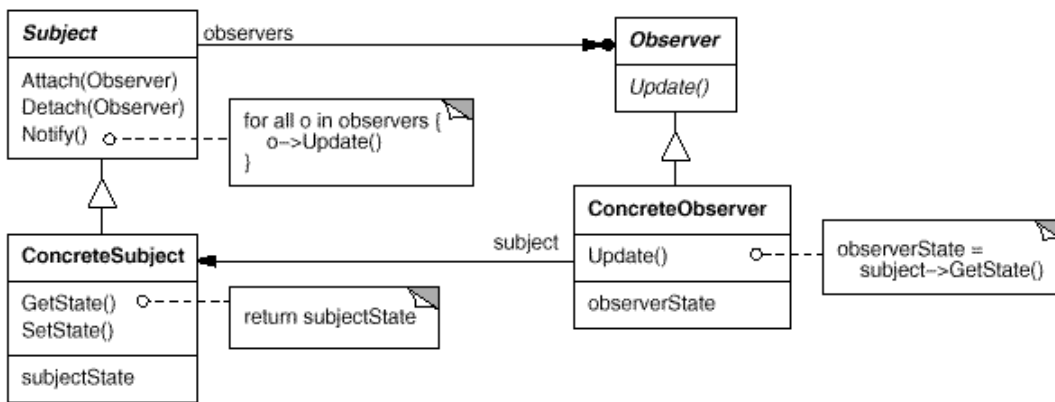 Subject
observers
Observer
Attach(Observer)
Detach(Observer)
Notify()
Update()
for all o in observers {
o->Update()
}
ConcreteSubject
GetState()
SetState()
subjectState
return subjectState
subject
ConcreteObserver
Update()
observerState
observerState =
subject->GetState()